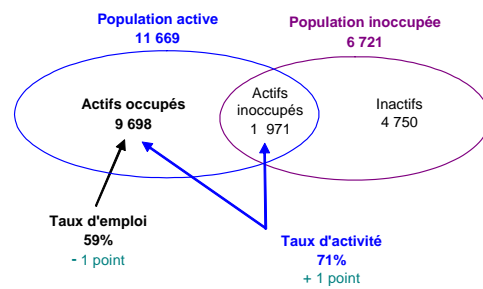 Population active
11 669
Population inoccupée
6 721
Actifs occupés
9 698
Actifs
inoccupés
1 971
Inactifs
4 750
Taux d'emploi
59%
- 1 point
Taux d'activité
71%
+ 1 point